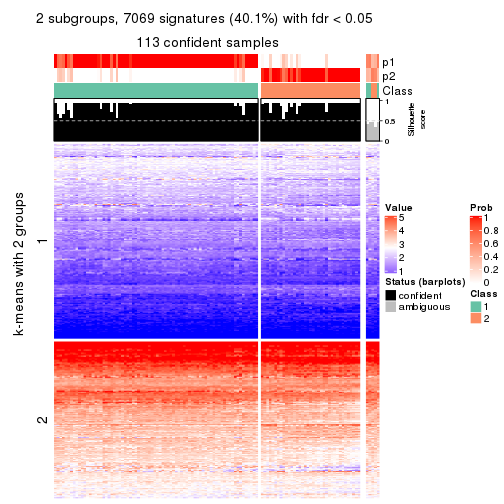 2 subgroups, 7069 signatures (40.1%) with fdr < 0.05
113 confident samples
p1
p2
Class
1
0.5
0
Silhouette
score
k-means with 2 groups
1
2
Value
5
4
3
2
1
Status (barplots)
confident
ambiguous
Prob
1
0.8
0.6
0.4
0.2
0
Class
1
2